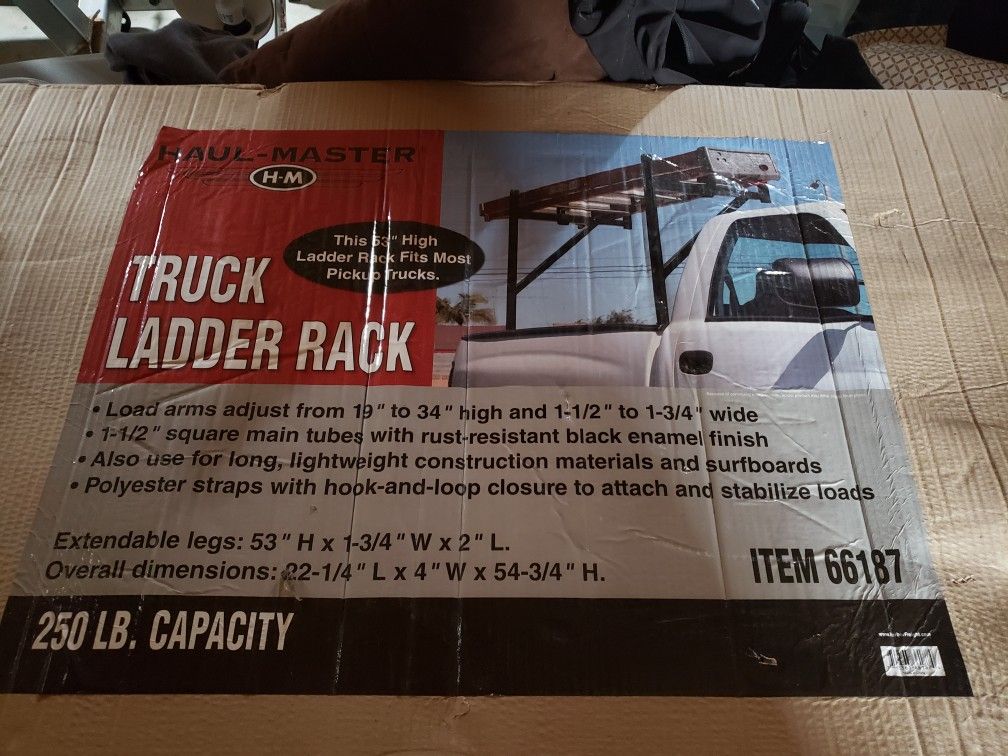 HAUL-MASTER
H-M
This 53" High
Ladder Rack Fits Most
Pickup Trucks.
TRUCK
LADDER RACK
• Load arms adjust from 19" to 34" high and 1-1/2" to 1-3/4" wide
• 1-1/2" square main tubes with rust-resistant black enamel finish
• Also use for long, lightweight construction materials and surfboards
• Polyester straps with hook-and-loop closure to attach and stabilize loads
Extendable legs: 53" H x 1-3/4" W x 2" L.
Overall dimensions: 22-1/4" L x 4" W x 54-3/4" H.
ITEM 66187
250 LB. CAPACITY